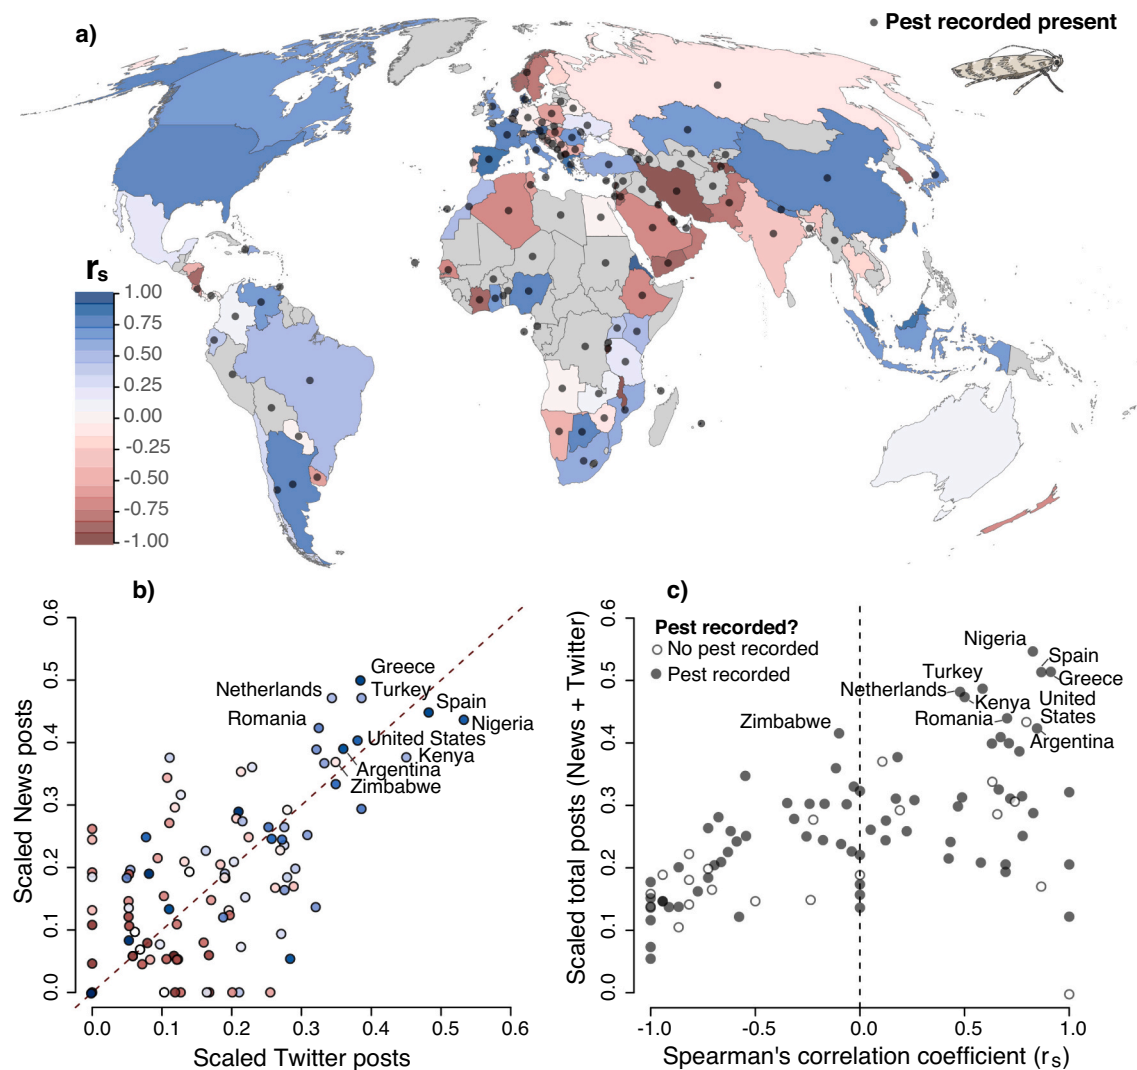 a)
Pest recorded present
rs
1.00
0.75
0.50
0.25
0.00
-0.25
-0.50
-0.75
-1.00
b)
Scaled News posts
0.6
0.5
0.4
0.3
0.2
0.1
0.0
Greece
Netherlands
Turkey
Spain
Romania
Nigeria
United States
Kenya
Argentina
Zimbabwe
0.0 0.1 0.2 0.3 0.4 0.5 0.6
Scaled Twitter posts
c)
Scaled total posts (News + Twitter)
0.6
0.5
0.4
0.3
0.2
0.1
0.0
Pest recorded?
No pest recorded
Pest recorded
Nigeria
Spain
Turkey
Greece
Netherlands
Kenya
United
States
Romania
Zimbabwe
Argentina
-1.0 -0.5 0.0 0.5 1.0
Spearman's correlation coefficient (rs)